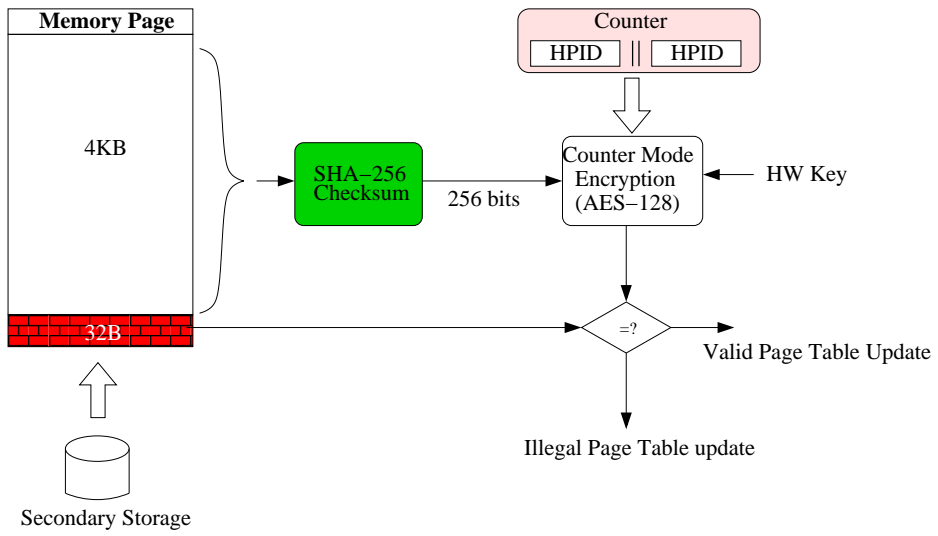 Memory Page
4KB
32B
Secondary Storage
SHA−256
Checksum
256 bits
Counter
HPID || HPID
Counter Mode
Encryption
(AES−128)
HW Key
=?
Valid Page Table Update
Illegal Page Table update